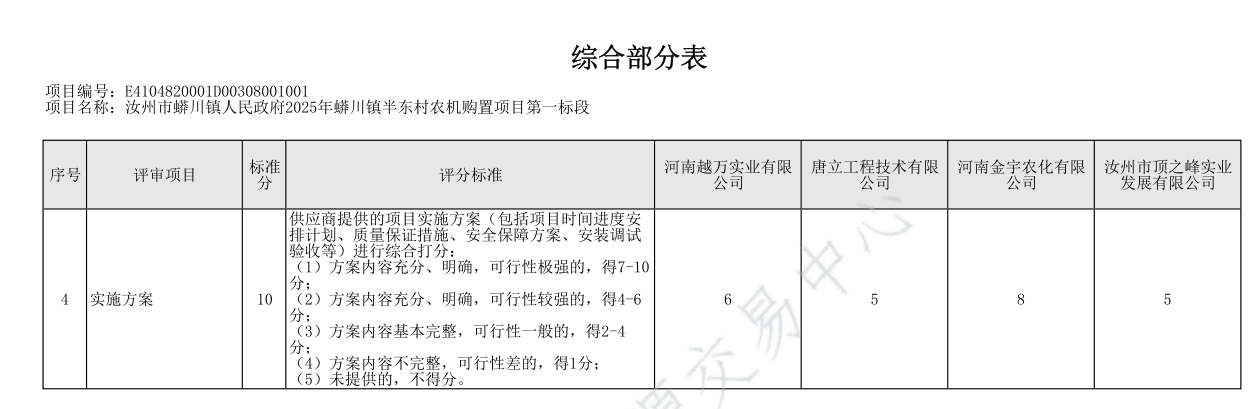 综合部分表
项目编号：E4104820001D00308001001
项目名称：汝州市蟒川镇人民政府2025年蟒川镇半东村农机购置项目第一标段
序号 评审项目 标准分 评分标准 河南越万实业有限公司 唐立工程技术有限公司 河南金宇农化有限公司 汝州市顶之峰实业发展有限公司
供应商提供的项目实施方案（包括项目时间进度安
排计划、质量保证措施、安全保障方案、安装调试
验收等）进行综合打分：
（1）方案内容充分、明确，可行性极强的，得7-10
分；
4 实施方案 10 （2）方案内容充分、明确，可行性较强的，得4-6 6 5 8 5
分；
（3）方案内容基本完整，可行性一般的，得2-4
分；
（4）方案内容不完整，可行性差的，得1分；
（5）未提供的，不得分。
源交易中心